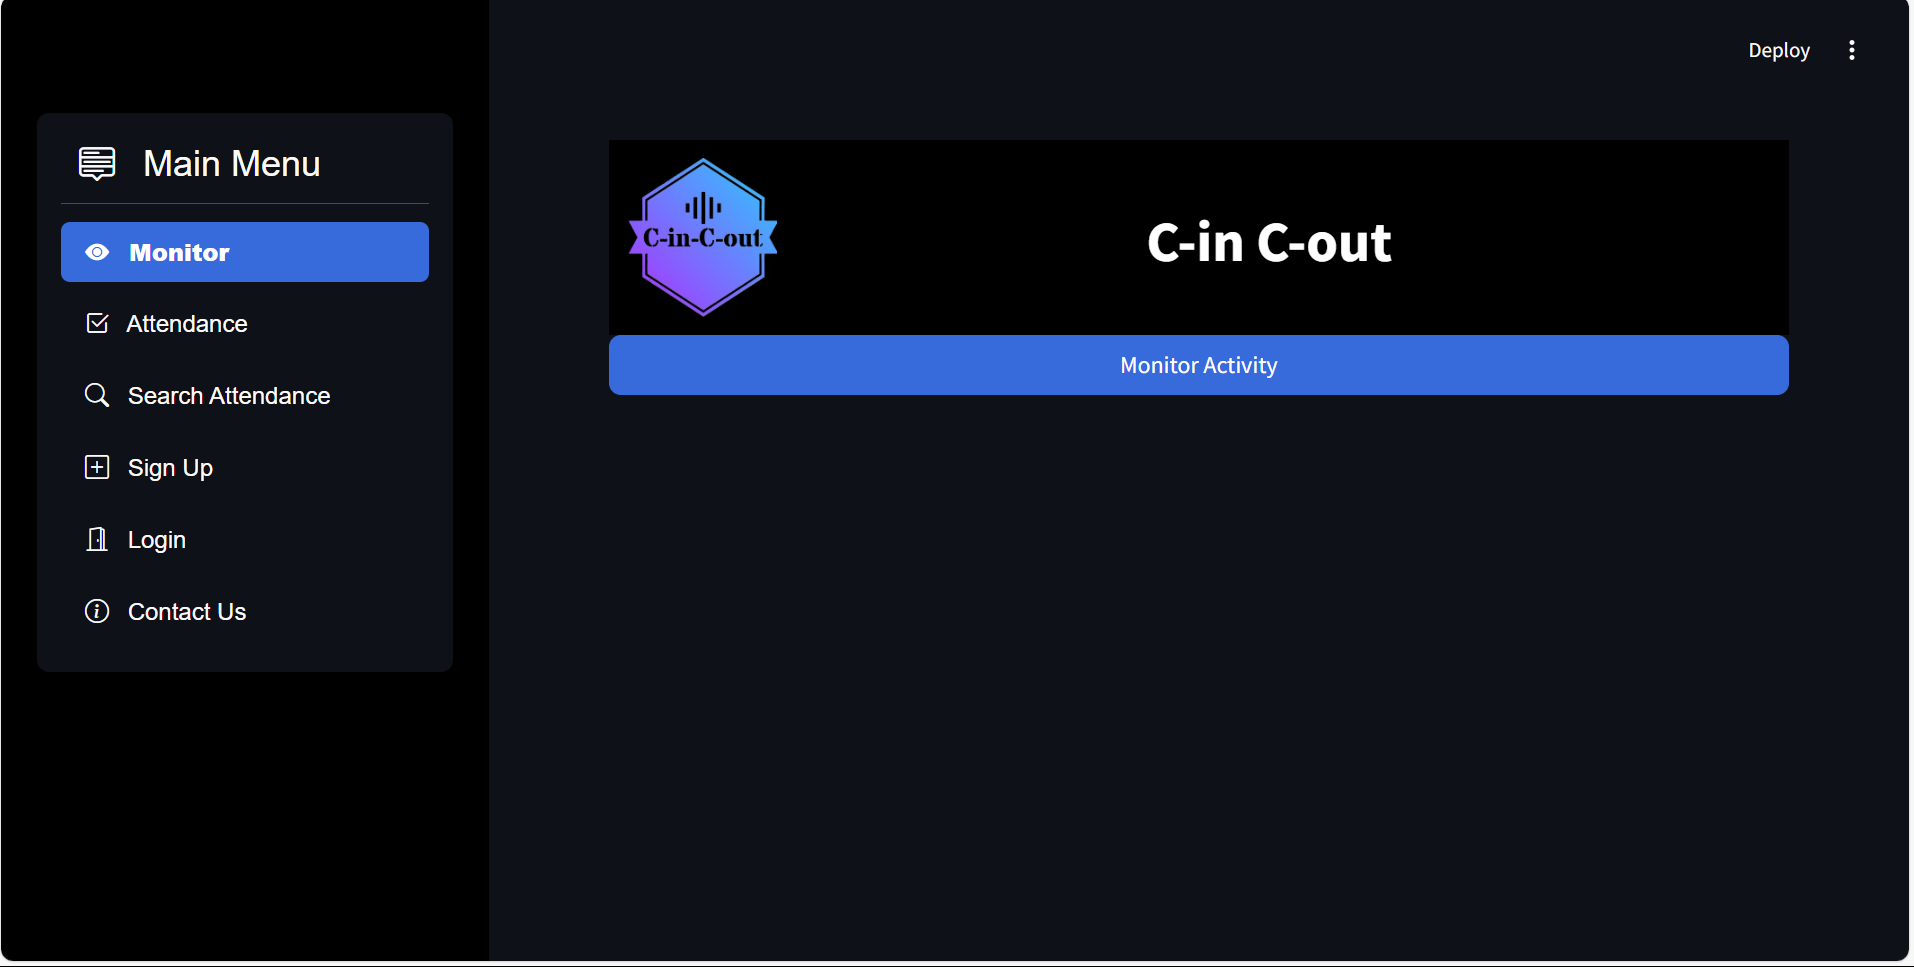 Deploy
Main Menu
Monitor
Attendance
Search Attendance
Sign Up
Login
Contact Us
C-in-C-out
C-in C-out
Monitor Activity